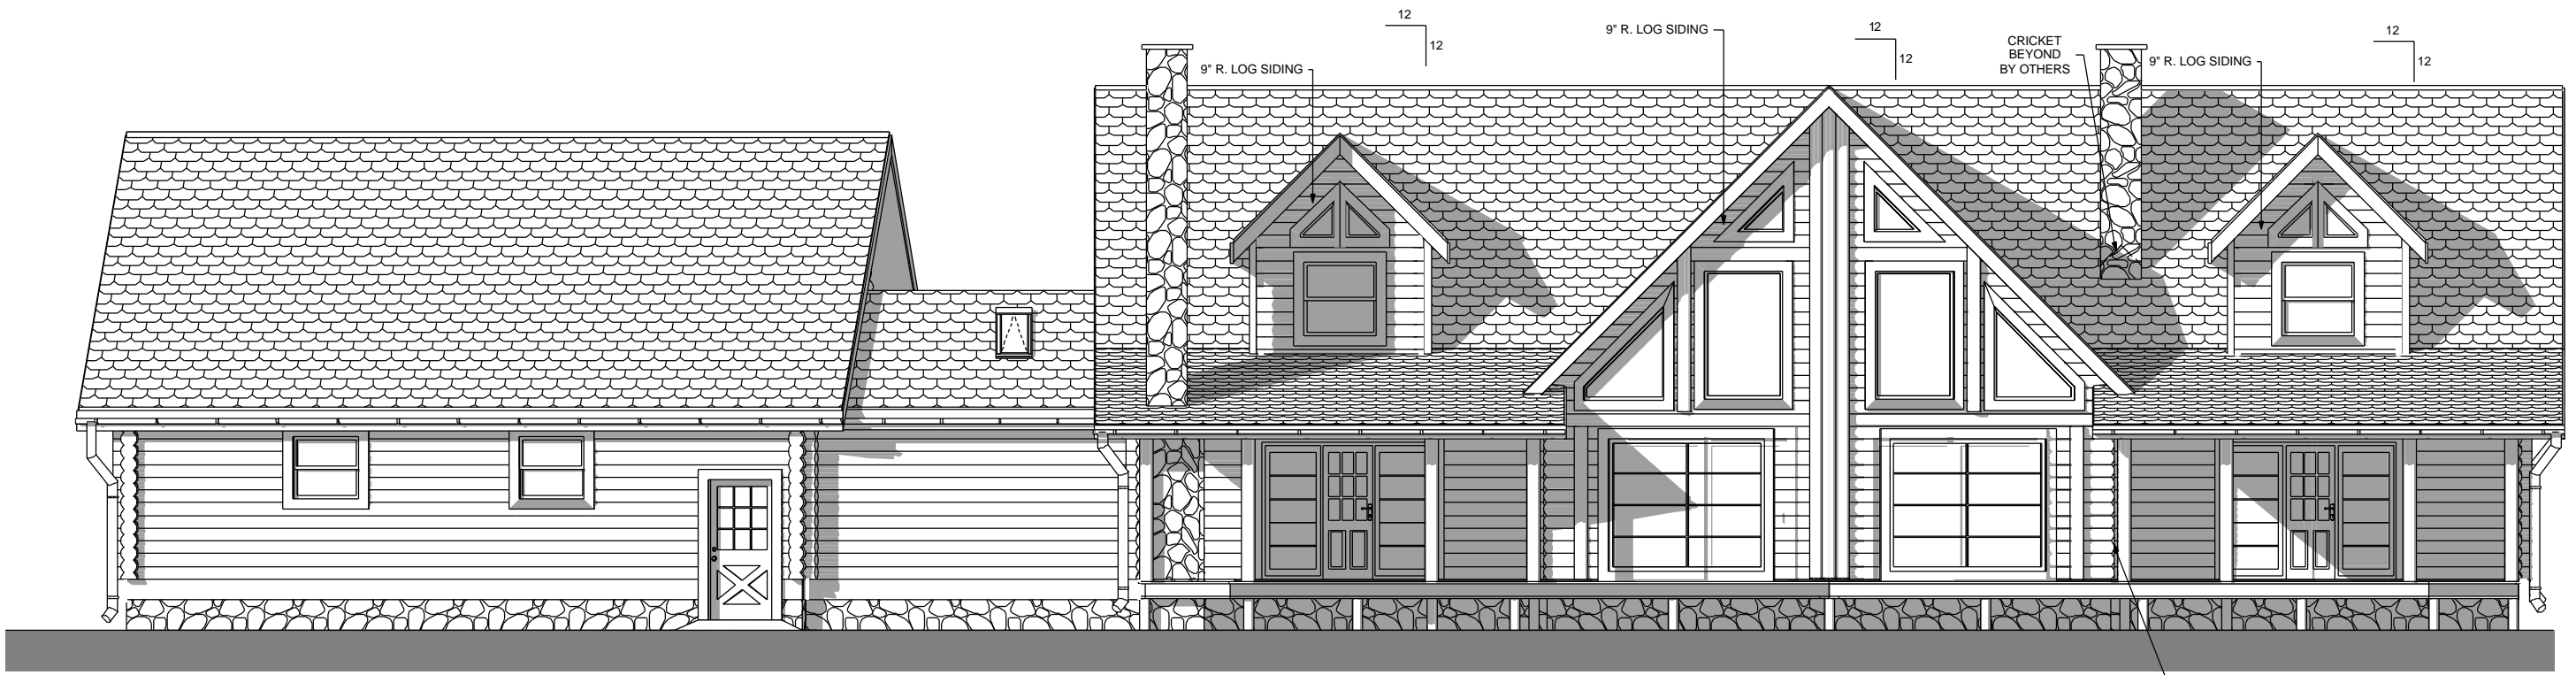 12
12
9" R. LOG SIDING
9" R. LOG SIDING
12
12
CRICKET
BEYOND
BY OTHERS
9" R. LOG SIDING
12
12